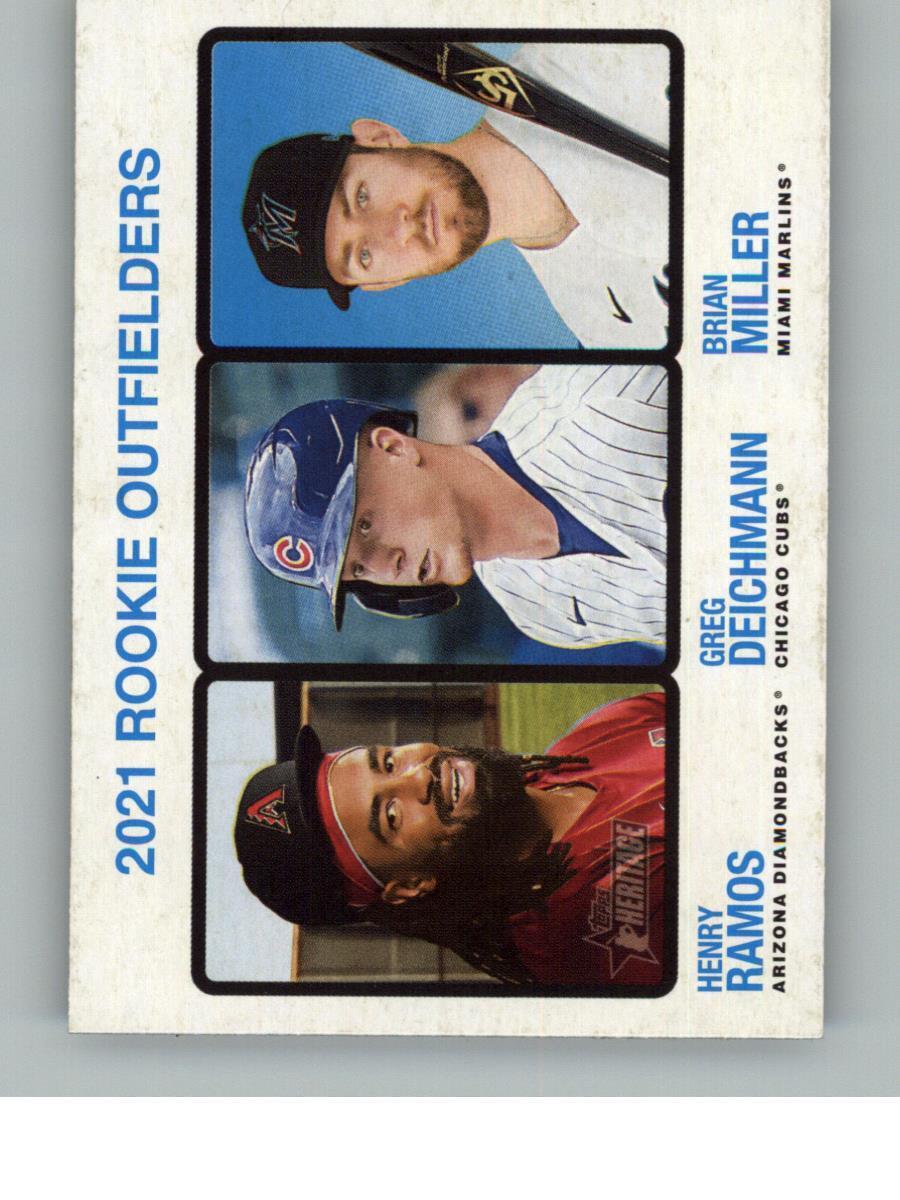 2021 ROOKIE OUTFIELDERS
Topps
HERITAGE
HENRY
RAMOS
ARIZONA DIAMONDBACKS®
GREG
DEICHMANN
CHICAGO CUBS®
BRIAN
MILLER
MIAMI MARLINS®